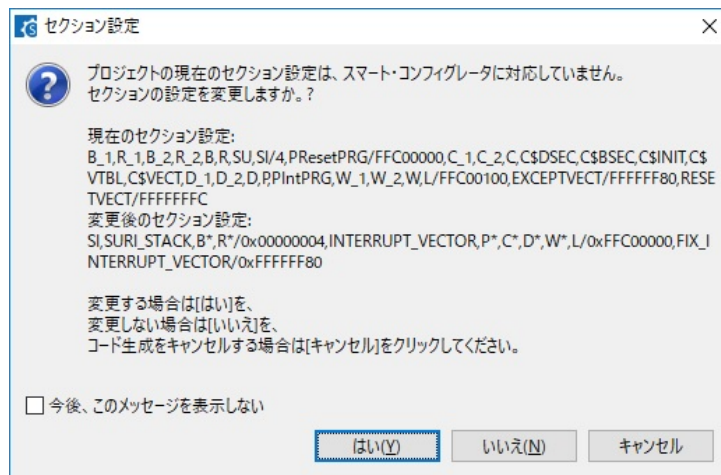 セクション設定
プロジェクトの現在のセクション設定は、スマート・コンフィグレータに対応していません。
セクションの設定を変更しますか。?
現在のセクション設定:
B_1,R_1,B_2,R_2,B,R,SU,SI/4,PResetPRG/FFC00000,C_1,C_2,C,C$DSEC,C$BSEC,C$INIT,C$
VTBL,C$VECT,D_1,D_2,D,P,PIntPRG,W_1,W_2,W,L/FFC00100,EXCEPTVECT/FFFFFF80,RESE
TVECT/FFFFFFFC
変更後のセクション設定:
SI,SURI_STACK,B*,R*/0x00000004,INTERRUPT_VECTOR,P*,C*,D*,W*,L/0xFFC00000,FIX_I
NTERRUPT_VECTOR/0xFFFFFF80
変更する場合は[はい]を、
変更しない場合は[いいえ]を、
コード生成をキャンセルする場合は[キャンセル]をクリックしてください。
今後、このメッセージを表示しない
はい(Y) いいえ(N) キャンセル